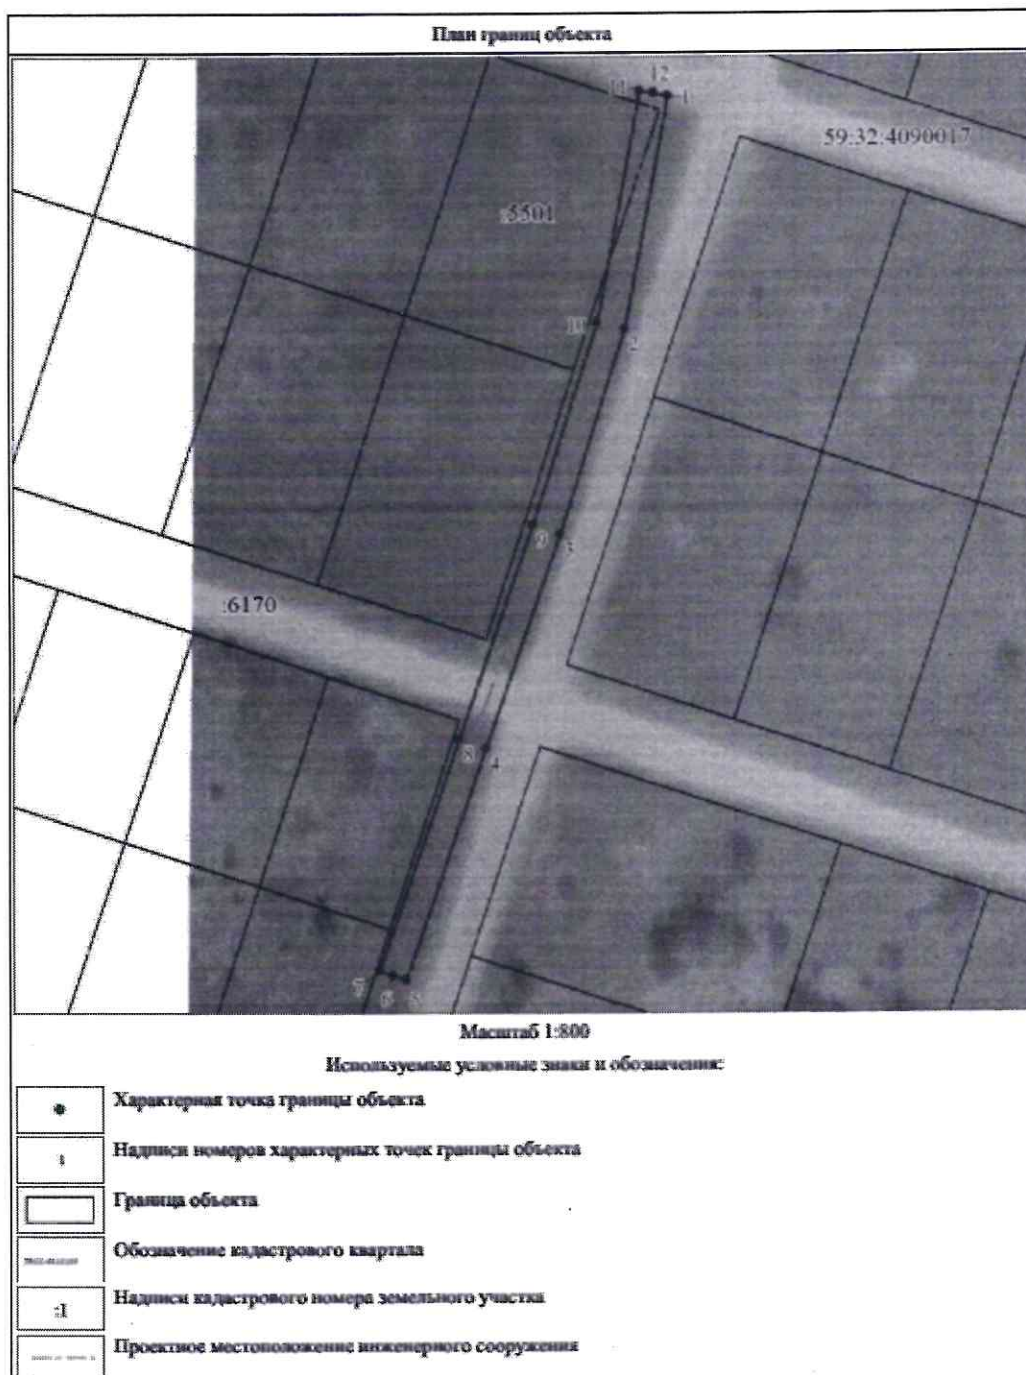 План границ объекта
11 12 1
59:32:4090017
:5501
10 2
9 3
:6170
8 4
7 6 5
Масштаб 1:800
Используемые условные знаки и обозначения:
Характерная точка границы объекта
1 Надписи номеров характерных точек границы объекта
Граница объекта
Обозначение кадастрового квартала
:1 Надписи кадастрового номера земельного участка
Проектное местоположение инженерного сооружения